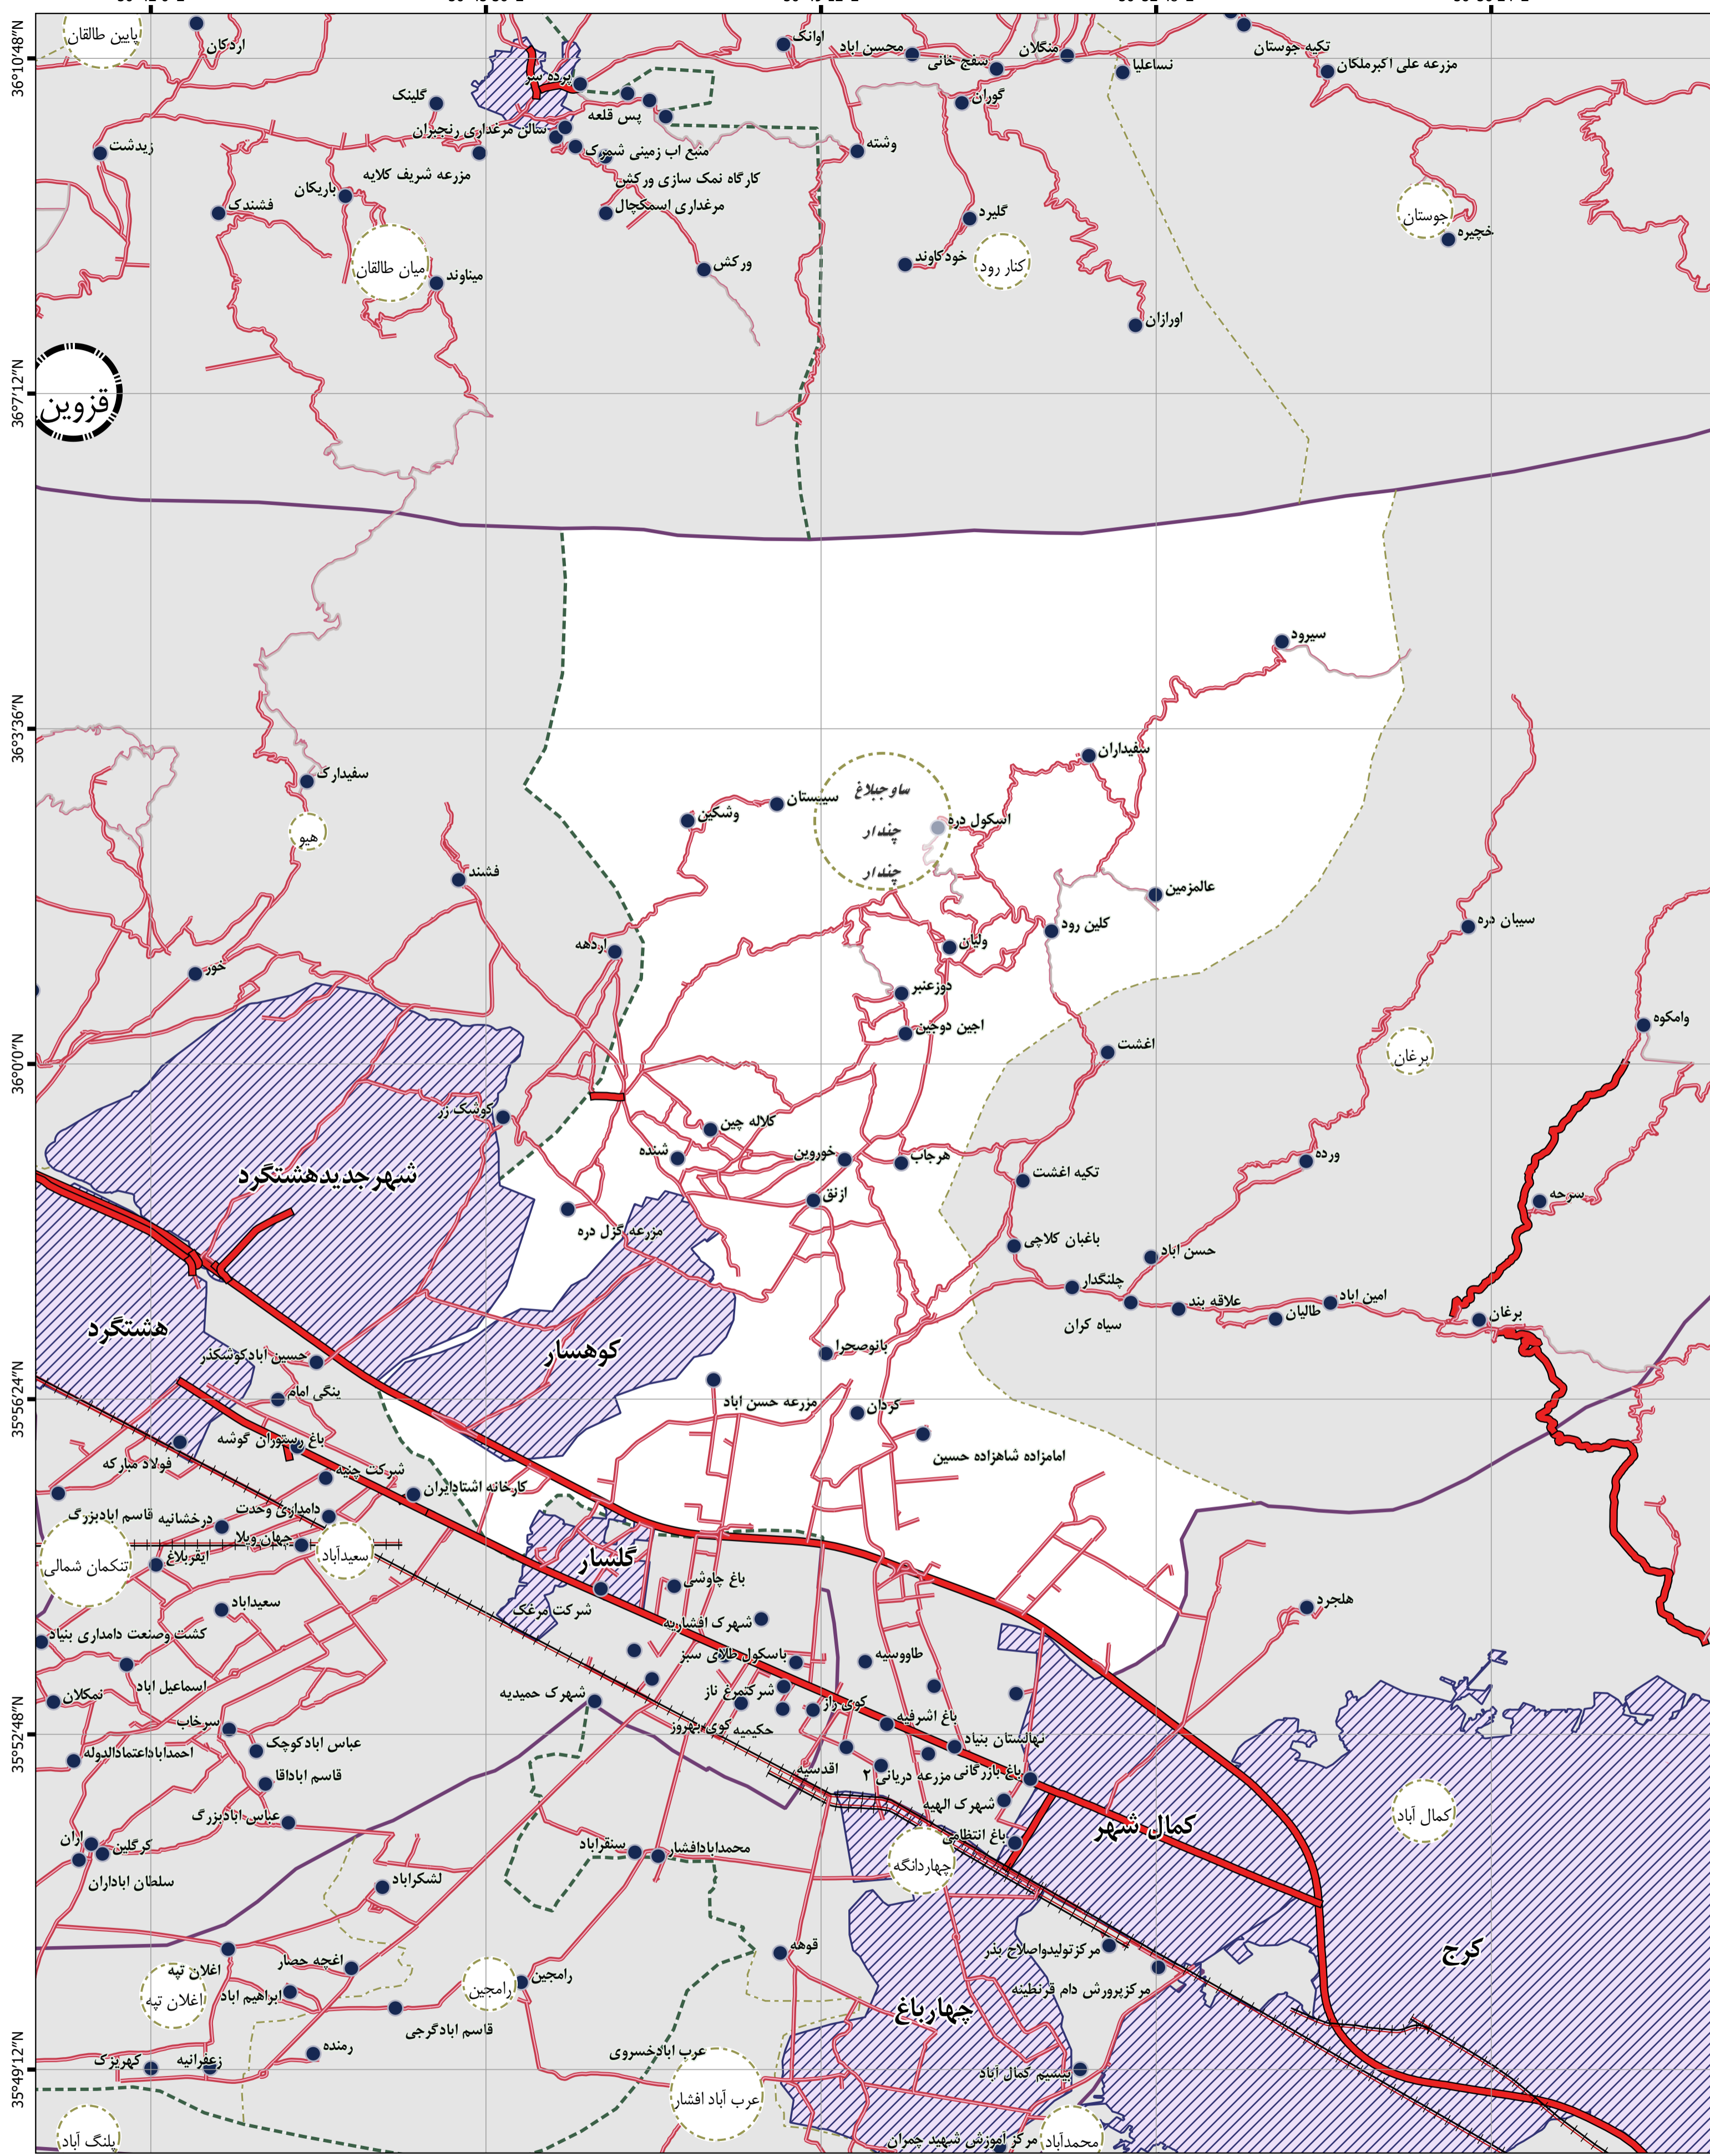 پایین طالقان
اردکان
اوانک
محسن اباد
سفج خانی
منگلان
نساعلیا
تکیه جوستان
مزرعه علی اکبرملکان
36°10'48"N
پرده سر
گلینک
پس قلعه
گوران
زیدشت
سالن مرغداری رنجبران
منبع اب زمینی شمرک
وشته
مزرعه شریف کلایه
کارگاه نمک سازی ورکش
باریکان
فشندک
مرغداری اسمکچال
گلیرد
جوستان
خچیره
میان طالقان
میناوند
ورکش
خودکاوند
کنار رود
اورازان
قزوین
36°7'12"N
سیرود
36°3'36"N
سفیداران
سفیدارک
ساوجبلاغ
چندار
چندار
سیبستان
وشکین
اسکول دره
هیو
فشند
عالمزمین
کلین رود
سیبان دره
اردهه
ولیان
خور
دوزعنبر
اجین دوجین
وامکوه
اغشت
برغان
36°0'0"N
کوشک زر
کلاله چین
شنده
خوروین
هرجاب
تکیه اغشت
ورده
شهرجدیدهشتگرد
ازنق
سرحه
مزرعه گزل دره
باغبان کلاچی
حسن اباد
چلنگدار
علاقه بند
سیاه کران
طالیان
امین اباد
برغان
هشتگرد
کوهسار
بانوصحرا
حسین آبادکوشکذر
ینگی امام
35°56'24"N
مزرعه حسن اباد
کردان
امامزاده شاهزاده حسین
باغ رستوران گوشه
فولاد مبارکه
شرکت چنیه
کارخانه اشتادایران
دامداری وحدت
درخشانیه
قاسم ابادبزرگ
جهان ویلا
سعیدآباد
تنکمان شمالی
ایقربلاغ
گلسار
باغ چاوشی
شرکت مرغک
شهرک افشاریه
هلجرد
سعیداباد
کشت وصنعت دامداری بنیاد
باسکول طلای سبز
طاووسیه
اسماعیل اباد
نمکلان
شهرک حمیدیه
شرکتمرغ ناز
کوی راز
باغ اشرفیه
سرخاب
کوی بهروز
حکیمیه
نهالستان بنیاد
35°52'48"N
عباس ابادکوچک
احمداباداعتمادالدوله
قاسم اباداقا
اقدسیه
مزرعه دریانی ۲
باغ بازرگانی
شهرک الهیه
عباس ابادبزرگ
باغ انتظامی
کمال شهر
کمال آباد
اران
کرگلین
سنقراباد
محمدابادافشار
چهاردانگه
سلطان اباداران
لشکراباد
قوهه
مرکزتولیدواصلاح بذر
کرج
اغلان تپه
اغچه حصار
رامجین
رامجین
مرکزپرورش دام قرنطینه
اغلان تپه
ابراهیم اباد
چهارباغ
قاسم ابادگرجی
رمنده
عرب ابادخسروی
کهریزک
زعفرانیه
بیسیم کمال آباد
35°49'12"N
عرب آباد افشار
پلنگ آباد
مرکز آموزش شهید چمران
محمدآباد